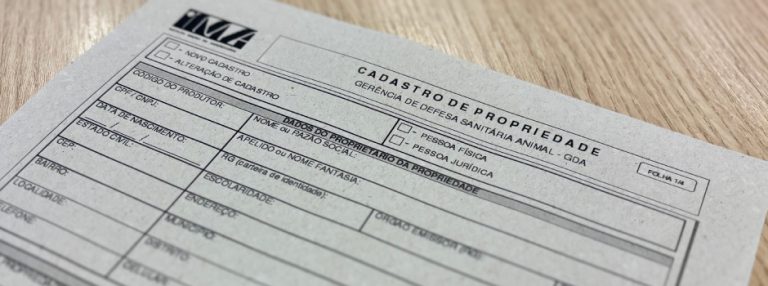 IMA
☐ - NOVO CADASTRO
☐ - ALTERAÇÃO DE CADASTRO
CADASTRO DE PROPRIEDADE
GERÊNCIA DE DEFESA SANITÁRIA ANIMAL - GDA
☐ - PESSOA FÍSICA
☐ - PESSOA JURÍDICA
FOLHA 1/4
CÓDIGO DO PRODUTOR:
DADOS DO PROPRIETÁRIO DA PROPRIEDADE
CPF/ CNPJ:
NOME ou RAZÃO SOCIAL:
DATA DE NASCIMENTO:
/ /
APELIDO ou NOME FANTASIA:
ESTADO CIVIL:
RG (carteira de identidade):
ÓRGÃO EMISSOR (RG):
CEP:
ESCOLARIDADE:
BAIRRO:
ENDEREÇO:
LOCALIDADE:
MUNICÍPIO:
TELEFONE:
DISTRITO
CELULAR:
PROPRIEDADE